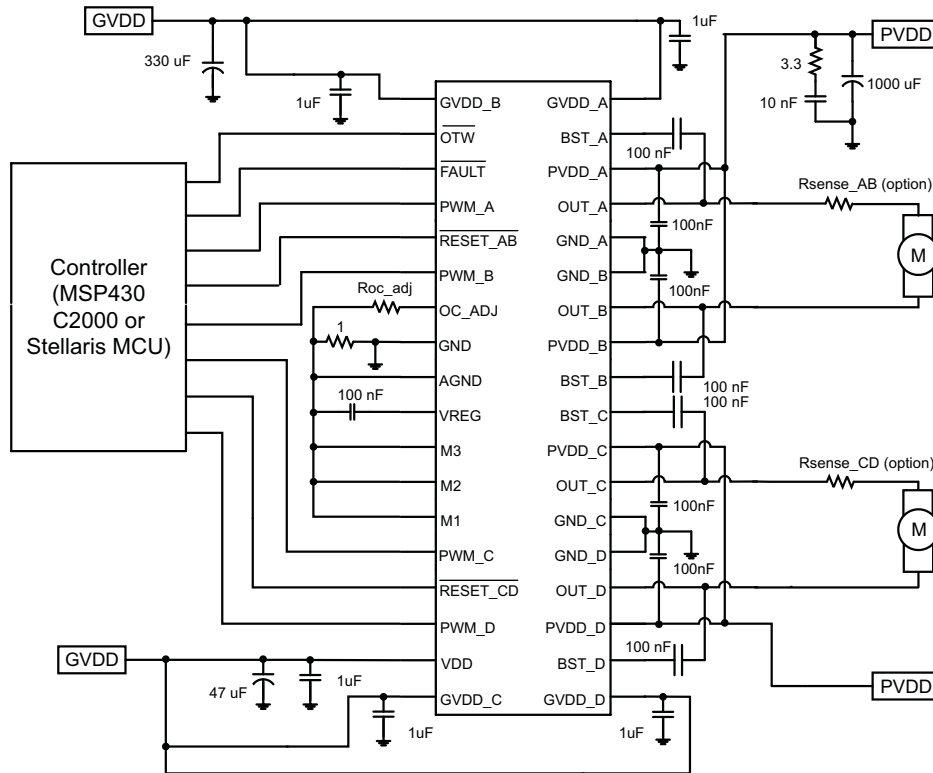 GVDD
330 uF
1uF
1uF
PVDD
3.3
10 nF
1000 uF
GVDD_B
GVDD_A
OTW
BST_A
100 nF
FAULT
PVDD_A
Rsense_AB (option)
PWM_A
OUT_A
100nF
RESET_AB
GND_A
M
Controller
(MSP430
C2000 or
Stellaris MCU)
PWM_B
GND_B
Roc_adj
100nF
OC_ADJ
OUT_B
1
GND
PVDD_B
AGND
BST_B
100 nF
100 nF
100 nF
VREG
BST_C
M3
PVDD_C
Rsense_CD (option)
M2
OUT_C
100nF
M1
GND_C
M
PWM_C
GND_D
100nF
RESET_CD
OUT_D
PWM_D
PVDD_D
100 nF
GVDD
VDD
BST_D
47 uF
1uF
PVDD
GVDD_C
GVDD_D
1uF
1uF